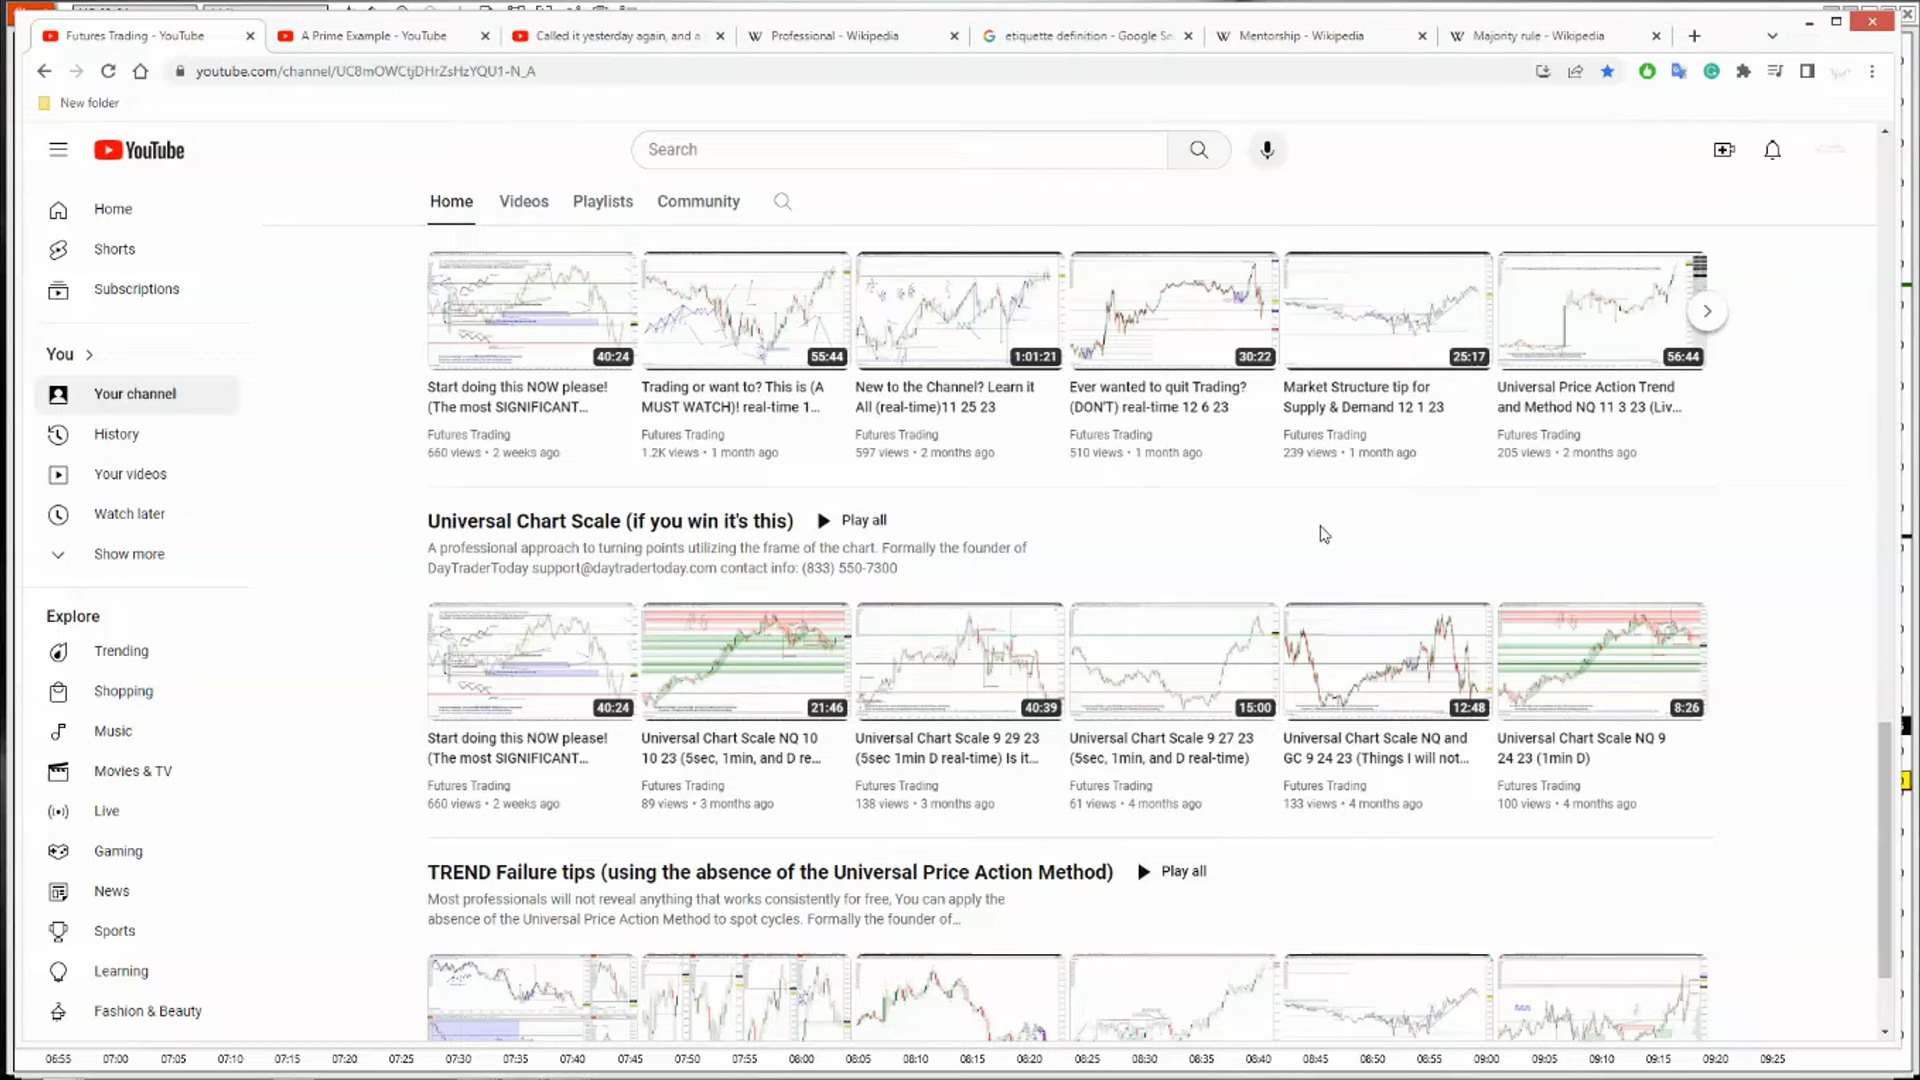 Futures Trading - YouTube
A Prime Example - YouTube
Called it yesterday again, and a s
Professional - Wikipedia
etiquette definition - Google Se
Mentorship - Wikipedia
Majority rule - Wikipedia
youtube.com/channel/UC8mOWCtjDHrZsHzYQU1-N_A
New folder
YouTube
Search
Home
Shorts
Subscriptions
You
Your channel
History
Your videos
Watch later
Show more
Explore
Trending
Shopping
Music
Movies & TV
Live
Gaming
News
Sports
Learning
Fashion & Beauty
Home Videos Playlists Community
40:24 55:44 1:01:21 30:22 25:17 56:44
Start doing this NOW please!
(The most SIGNIFICANT...
Futures Trading
660 views • 2 weeks ago
Trading or want to? This is (A
MUST WATCH)! real-time 1...
Futures Trading
1.2K views • 1 month ago
New to the Channel? Learn it
All (real-time)11 25 23
Futures Trading
597 views • 2 months ago
Ever wanted to quit Trading?
(DON'T) real-time 12 6 23
Futures Trading
510 views • 1 month ago
Market Structure tip for
Supply & Demand 12 1 23
Futures Trading
239 views • 1 month ago
Universal Price Action Trend
and Method NQ 11 3 23 (Liv...
Futures Trading
205 views • 2 months ago
Universal Chart Scale (if you win it's this) Play all
A professional approach to turning points utilizing the frame of the chart. Formally the founder of
DayTraderToday support@daytradertoday.com contact info: (833) 550-7300
40:24 21:46 40:39 15:00 12:48 8:26
Start doing this NOW please!
(The most SIGNIFICANT...
Futures Trading
660 views • 2 weeks ago
Universal Chart Scale NQ 10
10 23 (5sec, 1min, and D re...
Futures Trading
89 views • 3 months ago
Universal Chart Scale 9 29 23
(5sec 1min D real-time) Is it...
Futures Trading
138 views • 3 months ago
Universal Chart Scale 9 27 23
(5sec, 1min, and D real-time)
Futures Trading
61 views • 4 months ago
Universal Chart Scale NQ and
GC 9 24 23 (Things I will not...
Futures Trading
133 views • 4 months ago
Universal Chart Scale NQ 9
24 23 (1min D)
Futures Trading
100 views • 4 months ago
TREND Failure tips (using the absence of the Universal Price Action Method) Play all
Most professionals will not reveal anything that works consistently for free, You can apply the
absence of the Universal Price Action Method to spot cycles. Formally the founder of...
06:55 07:00 07:05 07:10 07:15 07:20 07:25 07:30 07:35 07:40 07:45 07:50 07:55 08:00 08:05 08:10 08:15 08:20 08:25 08:30 08:35 08:40 08:45 08:50 08:55 09:00 09:05 09:10 09:15 09:20 09:25